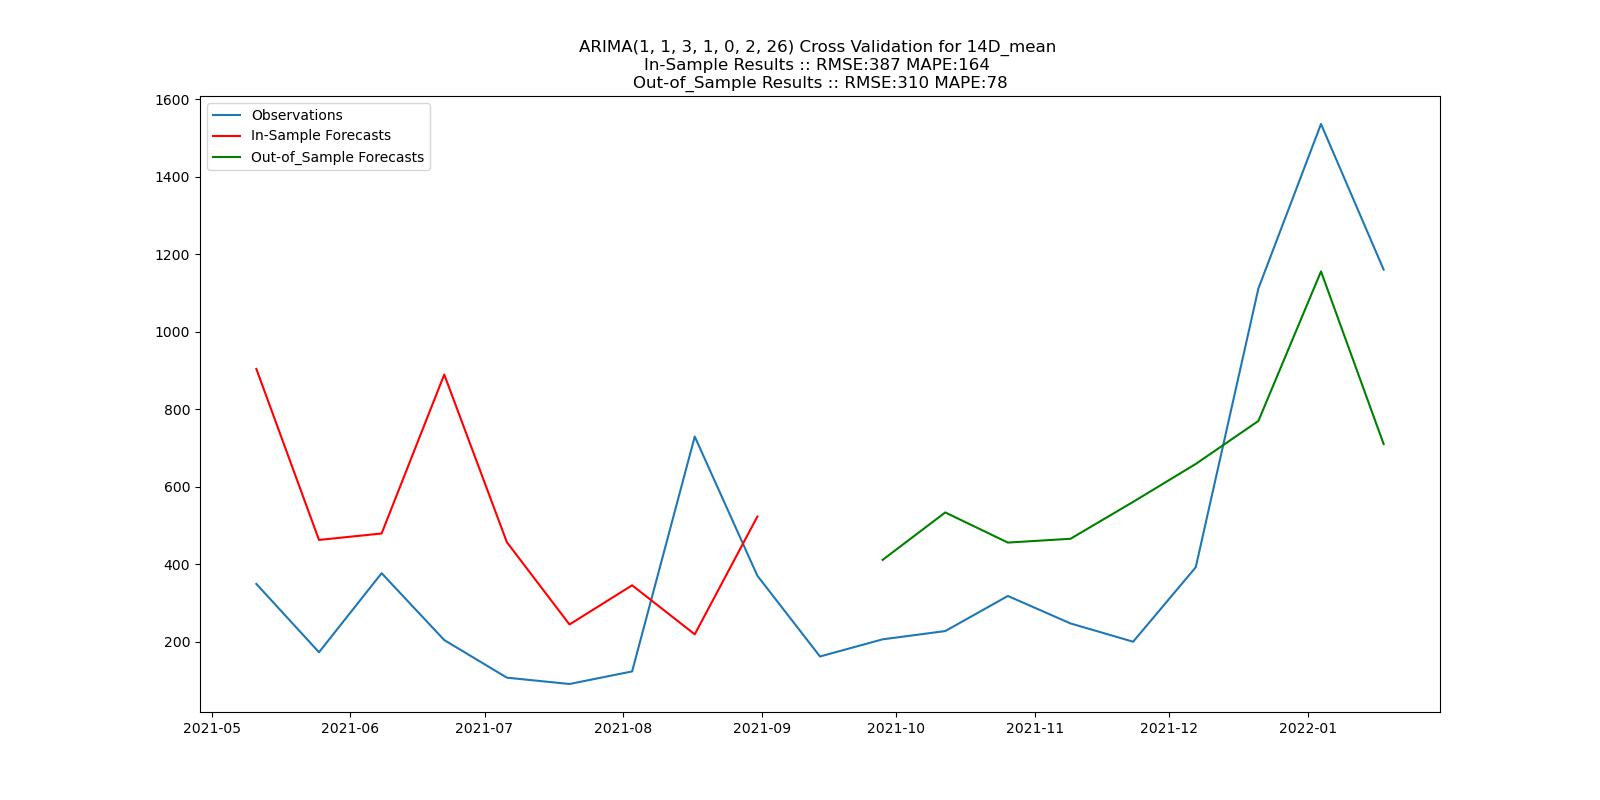 ARIMA(1, 1, 3, 1, 0, 2, 26) Cross Validation for 14D_mean
In-Sample Results :: RMSE:387 MAPE:164
Out-of_Sample Results :: RMSE:310 MAPE:78
Observations
In-Sample Forecasts
Out-of_Sample Forecasts
1600
1400
1200
1000
800
600
400
200
2021-05 2021-06 2021-07 2021-08 2021-09 2021-10 2021-11 2021-12 2022-01